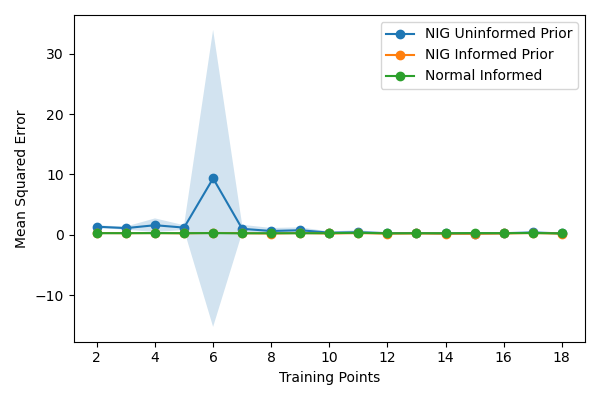 NIG Uninformed Prior
NIG Informed Prior
Normal Informed
Mean Squared Error
30
20
10
0
−10
2 4 6 8 10 12 14 16 18
Training Points